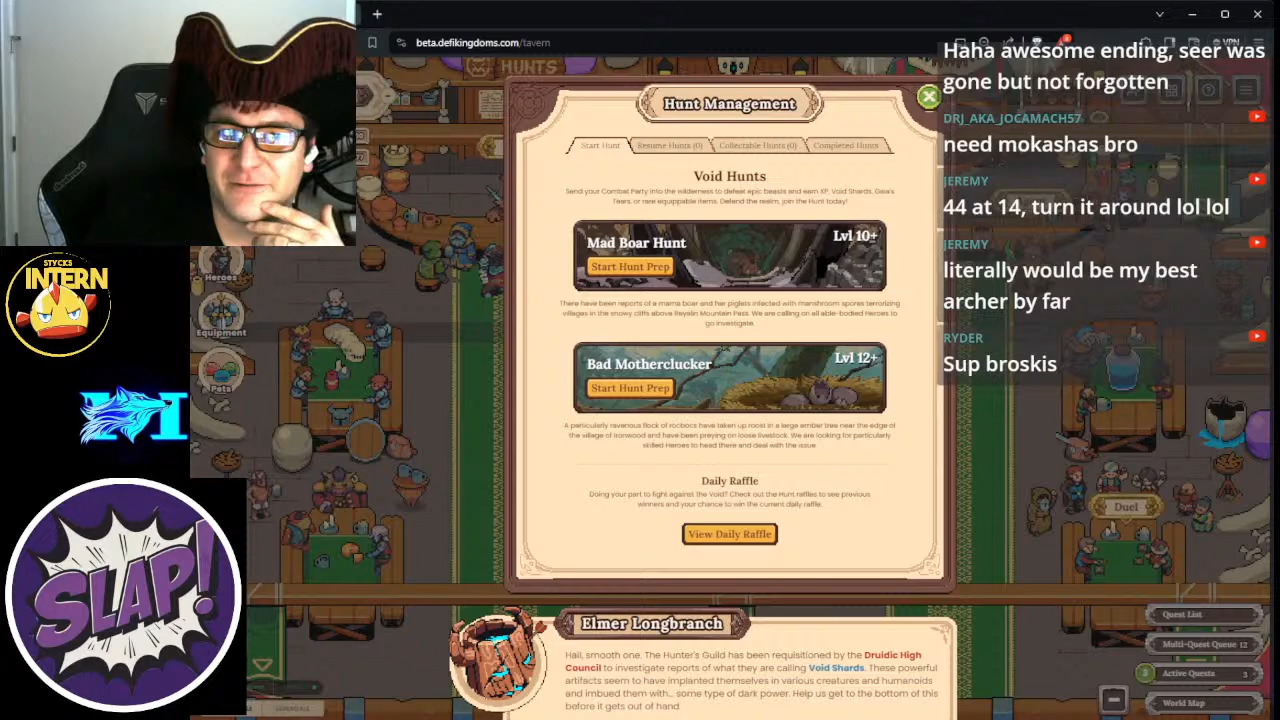 beta.defikingdoms.com/tavern
VPN
HUNTS
Hunt Management
Start Hunt
Resume Hunts (0)
Collectable Hunts (0)
Completed Hunts
Void Hunts
Send your Combat Party into the wilderness to defeat epic beasts and earn XP, Void Shards, Gaia's
Tears, or rare equippable items. Defend the realm, join the Hunt today!
Mad Boar Hunt
Lvl 10+
Start Hunt Prep
There have been reports of a mama boar and her piglets infected with manshroom spores terrorizing
villages in the snowy cliffs above Reyalin Mountain Pass. We are calling on all able-bodied Heroes to
go investigate.
Bad Motherclucker
Lvl 12+
Start Hunt Prep
A particularly ravenous flock of rocbocs have taken up roost in a large ember tree near the edge of
the village of Ironwood and have been preying on loose livestock. We are looking for particularly
skilled Heroes to head there and deal with the issue.
Daily Raffle
Doing your part to fight against the Void? Check out the Hunt raffles to see previous
winners and your chance to win the current daily raffle.
View Daily Raffle
Elmer Longbranch
Hail, smooth one. The Hunter's Guild has been requisitioned by the Druidic High
Council to investigate reports of what they are calling Void Shards. These powerful
artifacts seem to have implanted themselves in various creatures and humanoids
and imbued them with... some type of dark power. Help us get to the bottom of this
before it gets out of hand
Haha awesome ending, seer was
gone but not forgotten
DRJ_AKA_JOCAMACH57
need mokashas bro
JEREMY
44 at 14, turn it around lol lol
JEREMY
literally would be my best
archer by far
RYDER
Sup broskis
Heroes
Equipment
Pets
STYCKS
INTERN
SLAP!
Duel
Quest List
Multi-Quest Queue 12
3
Active Quests 3
World Map